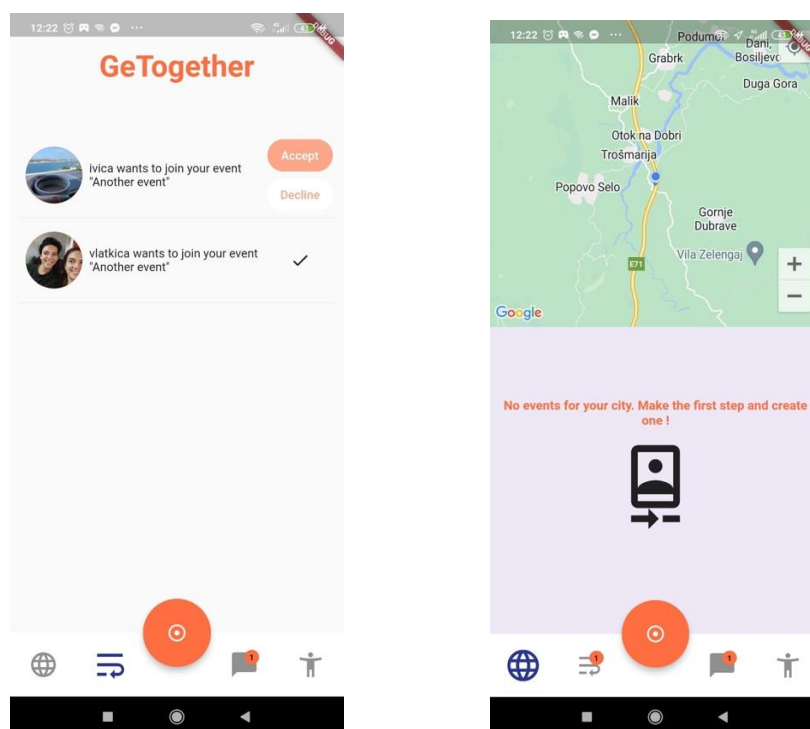 12:22
GeTogether
ivica wants to join your event
"Another event"
Accept
Decline
vlatkica wants to join your event
"Another event"
1
12:22
Grabrk
Bosiljevo
Duga Gora
Malik
Otok na Dobri
Trošmarija
Popovo Selo
Gornje
Dubrave
Vila Zelengaj
E71
+
−
Google
No events for your city. Make the first step and create
one !
1
1